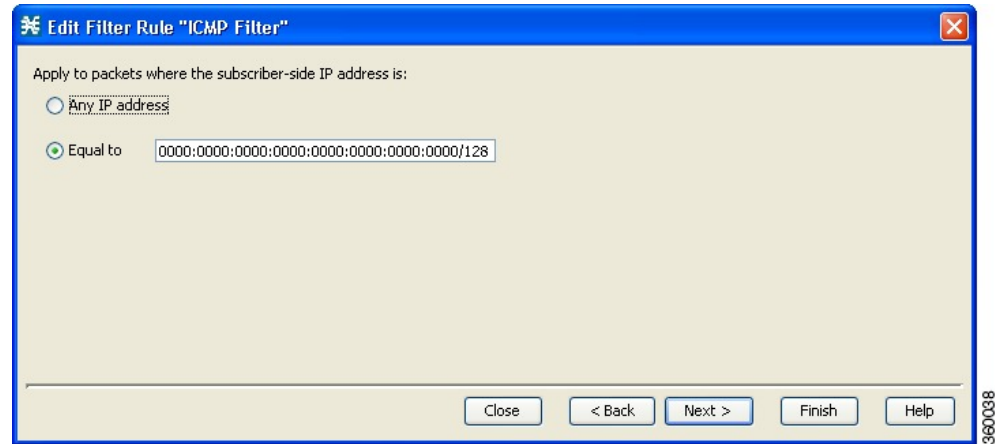 Edit Filter Rule "ICMP Filter"
Apply to packets where the subscriber-side IP address is:
Any IP address
Equal to 0000:0000:0000:0000:0000:0000:0000:0000/128
Close < Back Next > Finish Help
360038